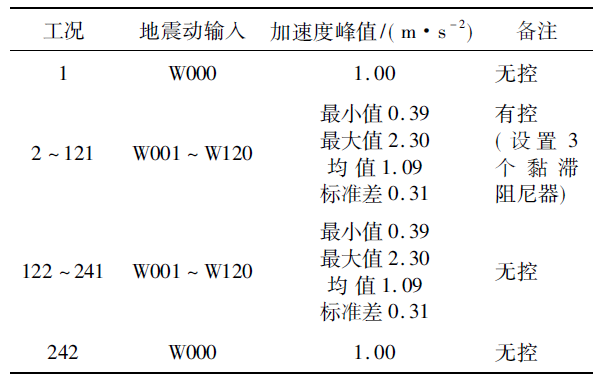 工况 地震动输入 加速度峰值/(m·s⁻²) 备注
1 W000 1.00 无控
2~121 W001~W120 最小值0.39 有控
最大值2.30 (设置3
均值1.09 个黏滞
标准差0.31 阻尼器)
122~241 W001~W120 最小值0.39 无控
最大值2.30
均值1.09
标准差0.31
242 W000 1.00 无控